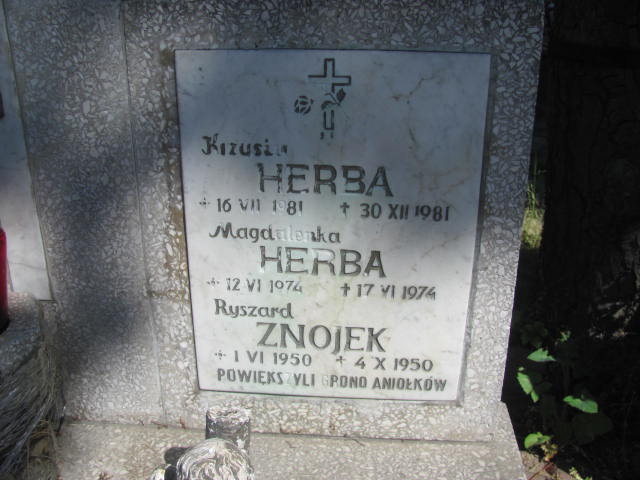 Krzusia
HERBA
* 16 VII 1981 † 30 XII 1981
Magdalenka
HERBA
* 12 VI 1974 † 17 VI 1974
Ryszard
ZNOJEK
* 1 VI 1950 † 4 X 1950
POWIĘKSZYLI GRONO ANIOŁKÓW